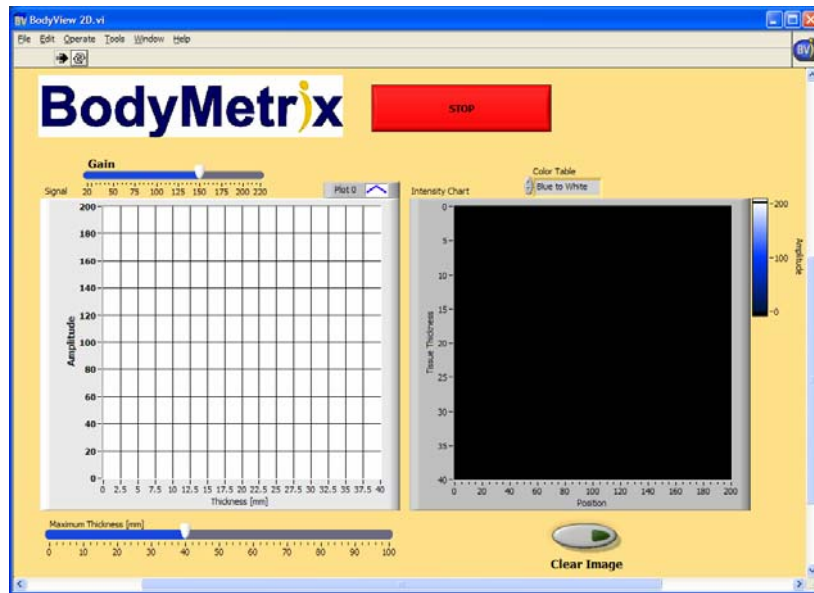 BodyView 2D.vi
File Edit Operate Tools Window Help
BV
BodyMetrix
STOP
Gain
20 50 75 100 125 150 175 200 220
Signal
Plot 0
200
180
160
140
120
100
80
60
40
20
0
Amplitude
0 2.5 5 7.5 10 12.5 15 17.5 20 22.5 25 27.5 30 32.5 35 37.5 40
Thickness [mm]
Color Table
Blue to White
Intensity Chart
0
5
10
15
20
25
30
35
40
Tissue Thickness
0 20 40 60 80 100 120 140 160 180 200
Position
200
100
0
Amplitude
Maximum Thickness [mm]
0 10 20 30 40 50 60 70 80 90 100
Clear Image